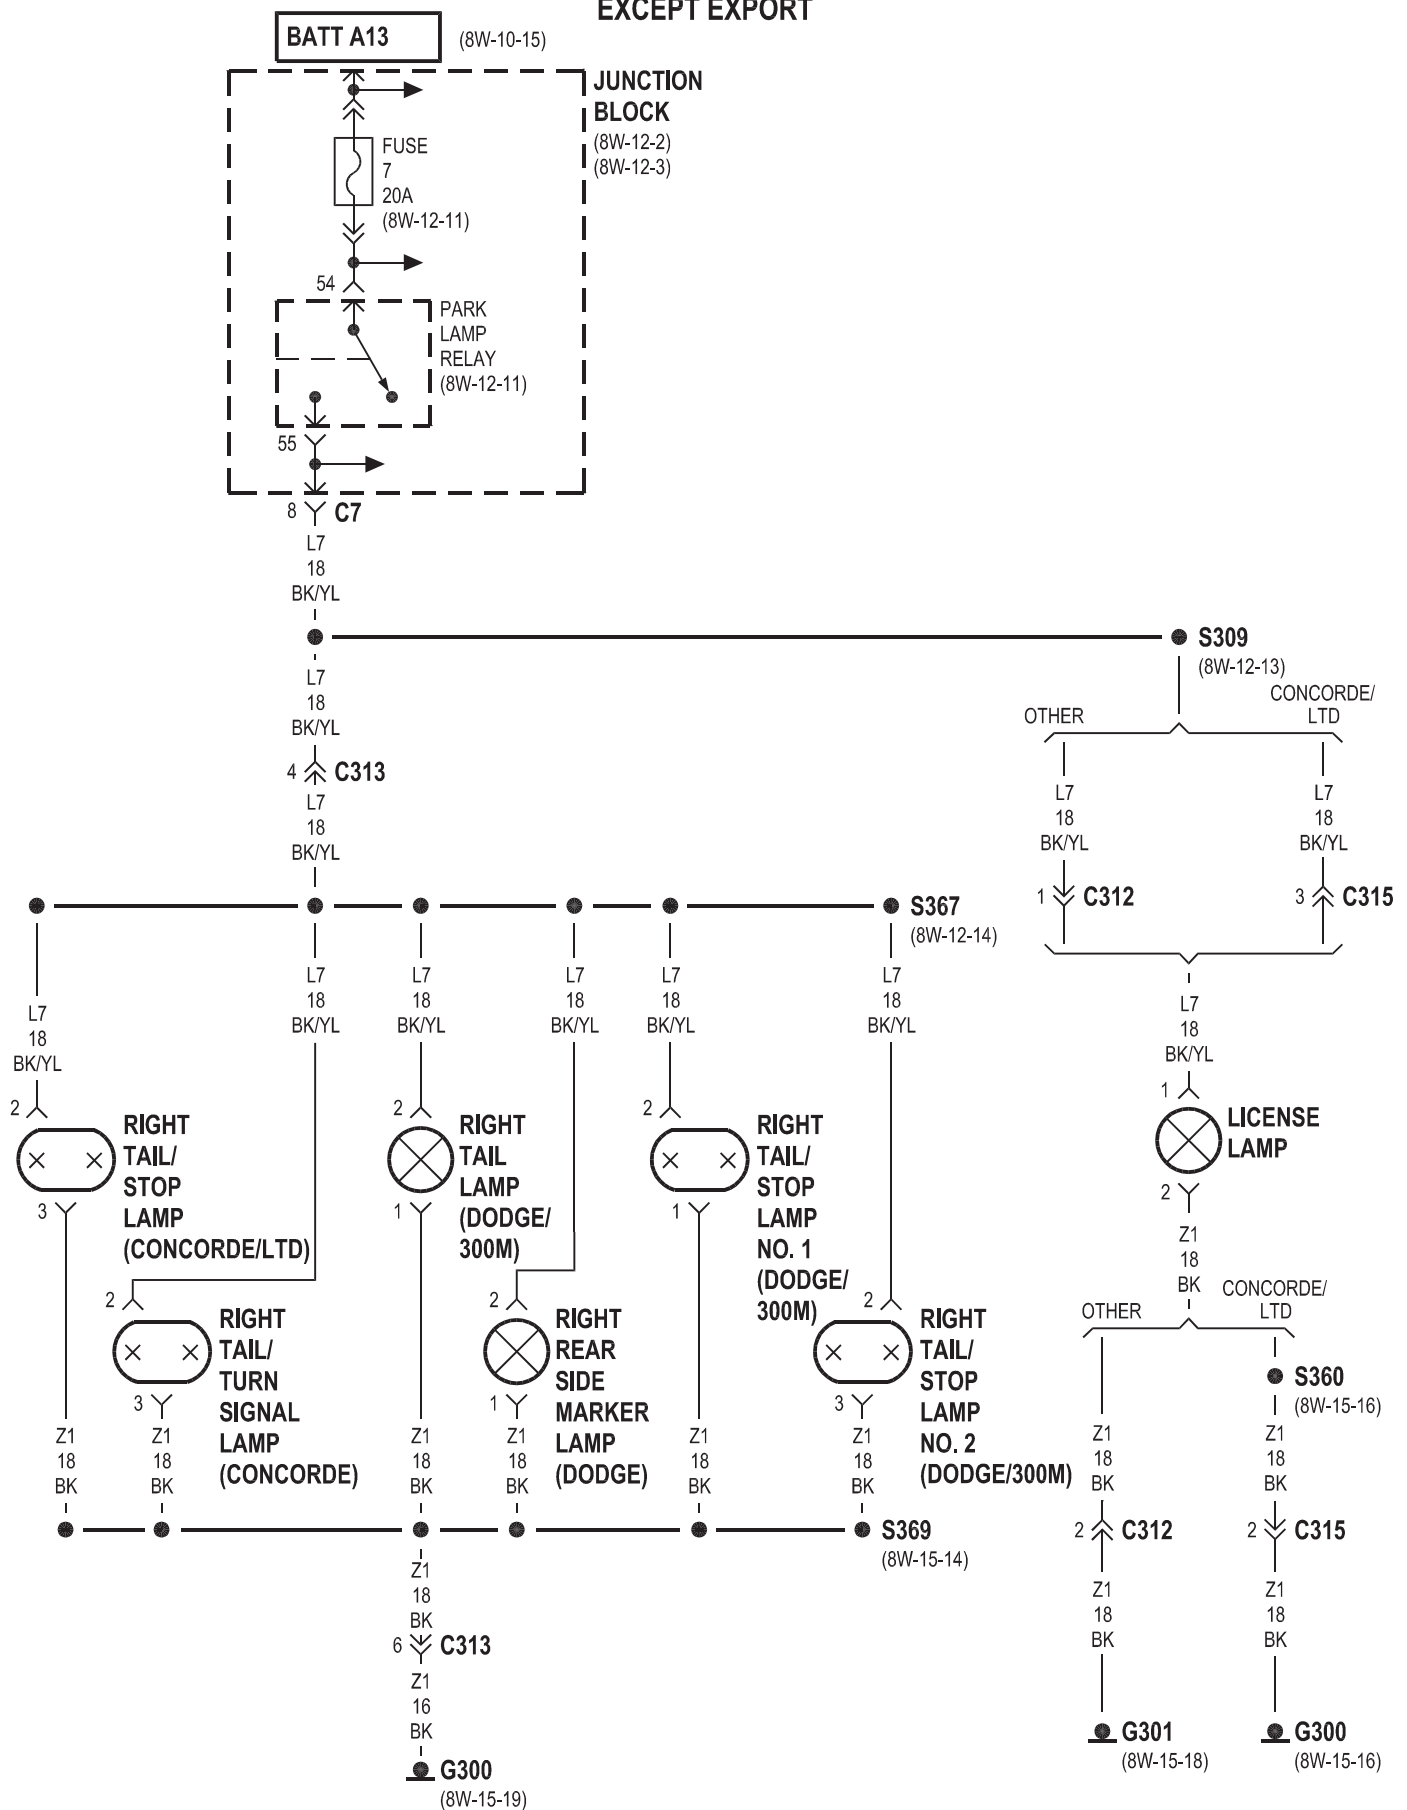 EXCEPT EXPORT
BATT A13
(8W-10-15)
JUNCTION
BLOCK
(8W-12-2)
(8W-12-3)
FUSE
7
20A
(8W-12-11)
54
PARK
LAMP
RELAY
(8W-12-11)
55
8
C7
L7
18
BK/YL
S309
(8W-12-13)
L7
18
BK/YL
4
C313
L7
18
BK/YL
OTHER
CONCORDE/
LTD
L7
18
BK/YL
L7
18
BK/YL
1
C312
3
C315
S367
(8W-12-14)
L7
18
BK/YL
L7
18
BK/YL
L7
18
BK/YL
L7
18
BK/YL
L7
18
BK/YL
L7
18
BK/YL
L7
18
BK/YL
2
RIGHT
TAIL/
STOP
LAMP
(CONCORDE/LTD)
3
2
RIGHT
TAIL
LAMP
(DODGE/
300M)
1
2
RIGHT
TAIL/
STOP
LAMP
NO. 1
(DODGE/
300M)
1
1
LICENSE
LAMP
2
Z1
18
BK
2
RIGHT
TAIL/
TURN
SIGNAL
LAMP
(CONCORDE)
3
2
RIGHT
REAR
SIDE
MARKER
LAMP
(DODGE)
1
2
RIGHT
TAIL/
STOP
LAMP
NO. 2
(DODGE/300M)
3
OTHER
CONCORDE/
LTD
S360
(8W-15-16)
Z1
18
BK
Z1
18
BK
Z1
18
BK
Z1
18
BK
Z1
18
BK
Z1
18
BK
Z1
18
BK
Z1
18
BK
S369
(8W-15-14)
2
C312
2
C315
Z1
18
BK
6
C313
Z1
16
BK
G300
(8W-15-19)
Z1
18
BK
Z1
18
BK
G301
(8W-15-18)
G300
(8W-15-16)